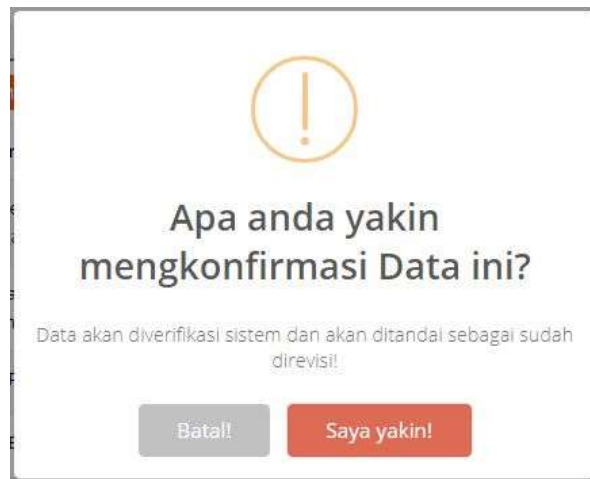 Apa anda yakin
mengkonfirmasi Data ini?
Data akan diverifikasi sistem dan akan ditandai sebagai sudah
direvisi!
Batal!
Saya yakin!